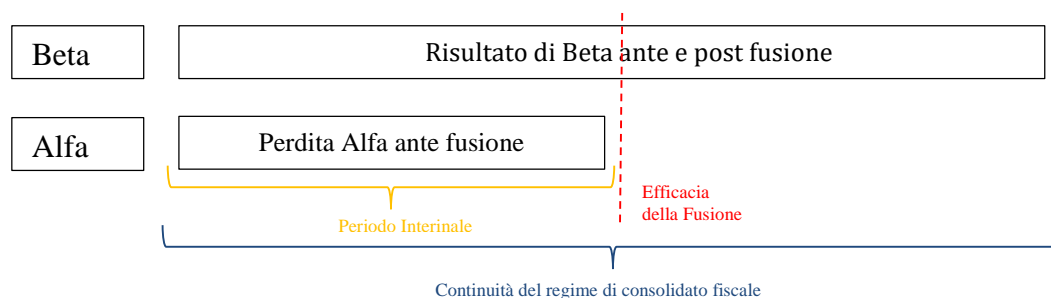 Beta
Risultato di Beta ante e post fusione
Alfa
Perdita Alfa ante fusione
Efficacia
della Fusione
Periodo Interinale
Continuità del regime di consolidato fiscale